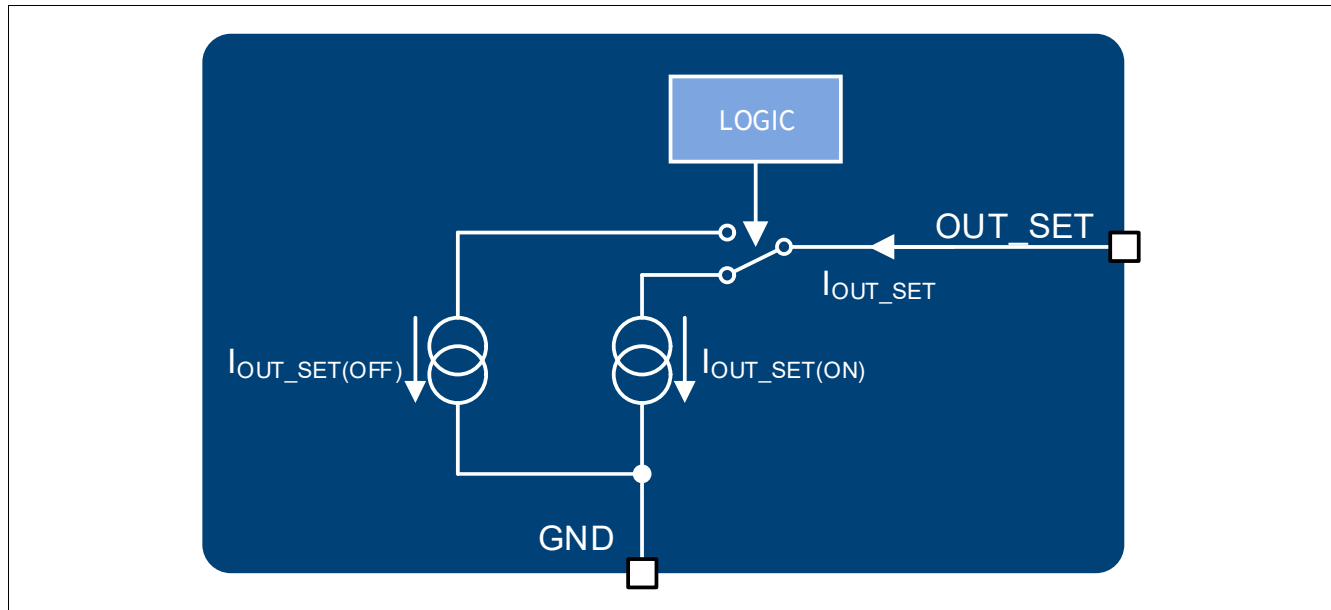 LOGIC
OUT_SET
IOUT_SET
IOUT_SET(OFF)
IOUT_SET(ON)
GND